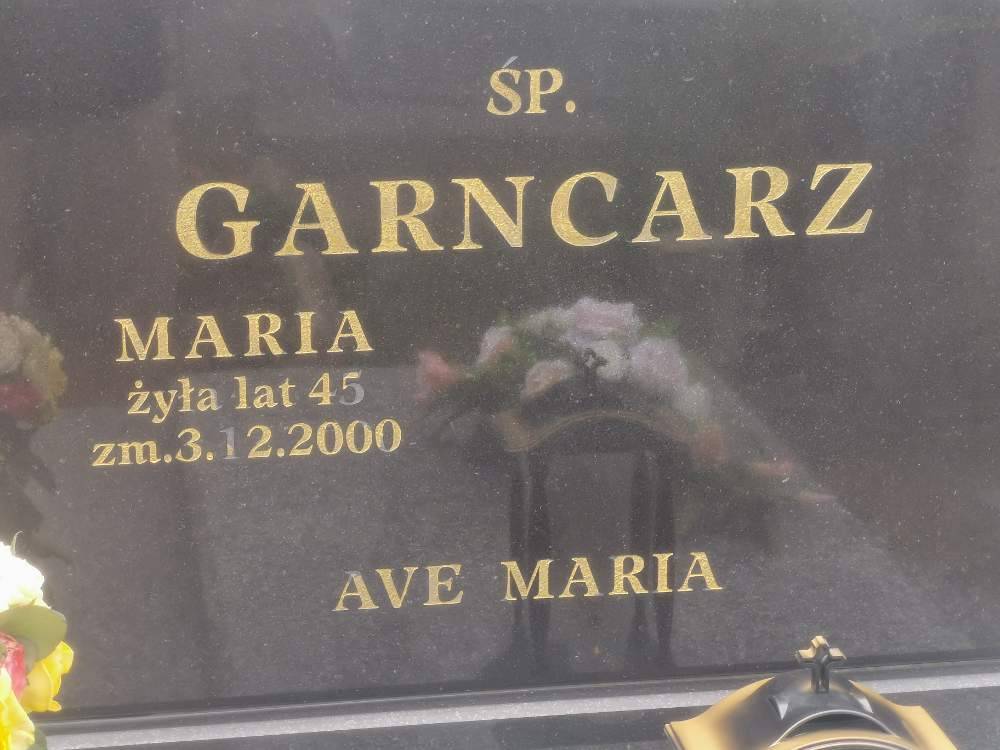 ŚP.
GARNCARZ
MARIA
żyła lat 45
zm.3.12.2000
AVE MARIA